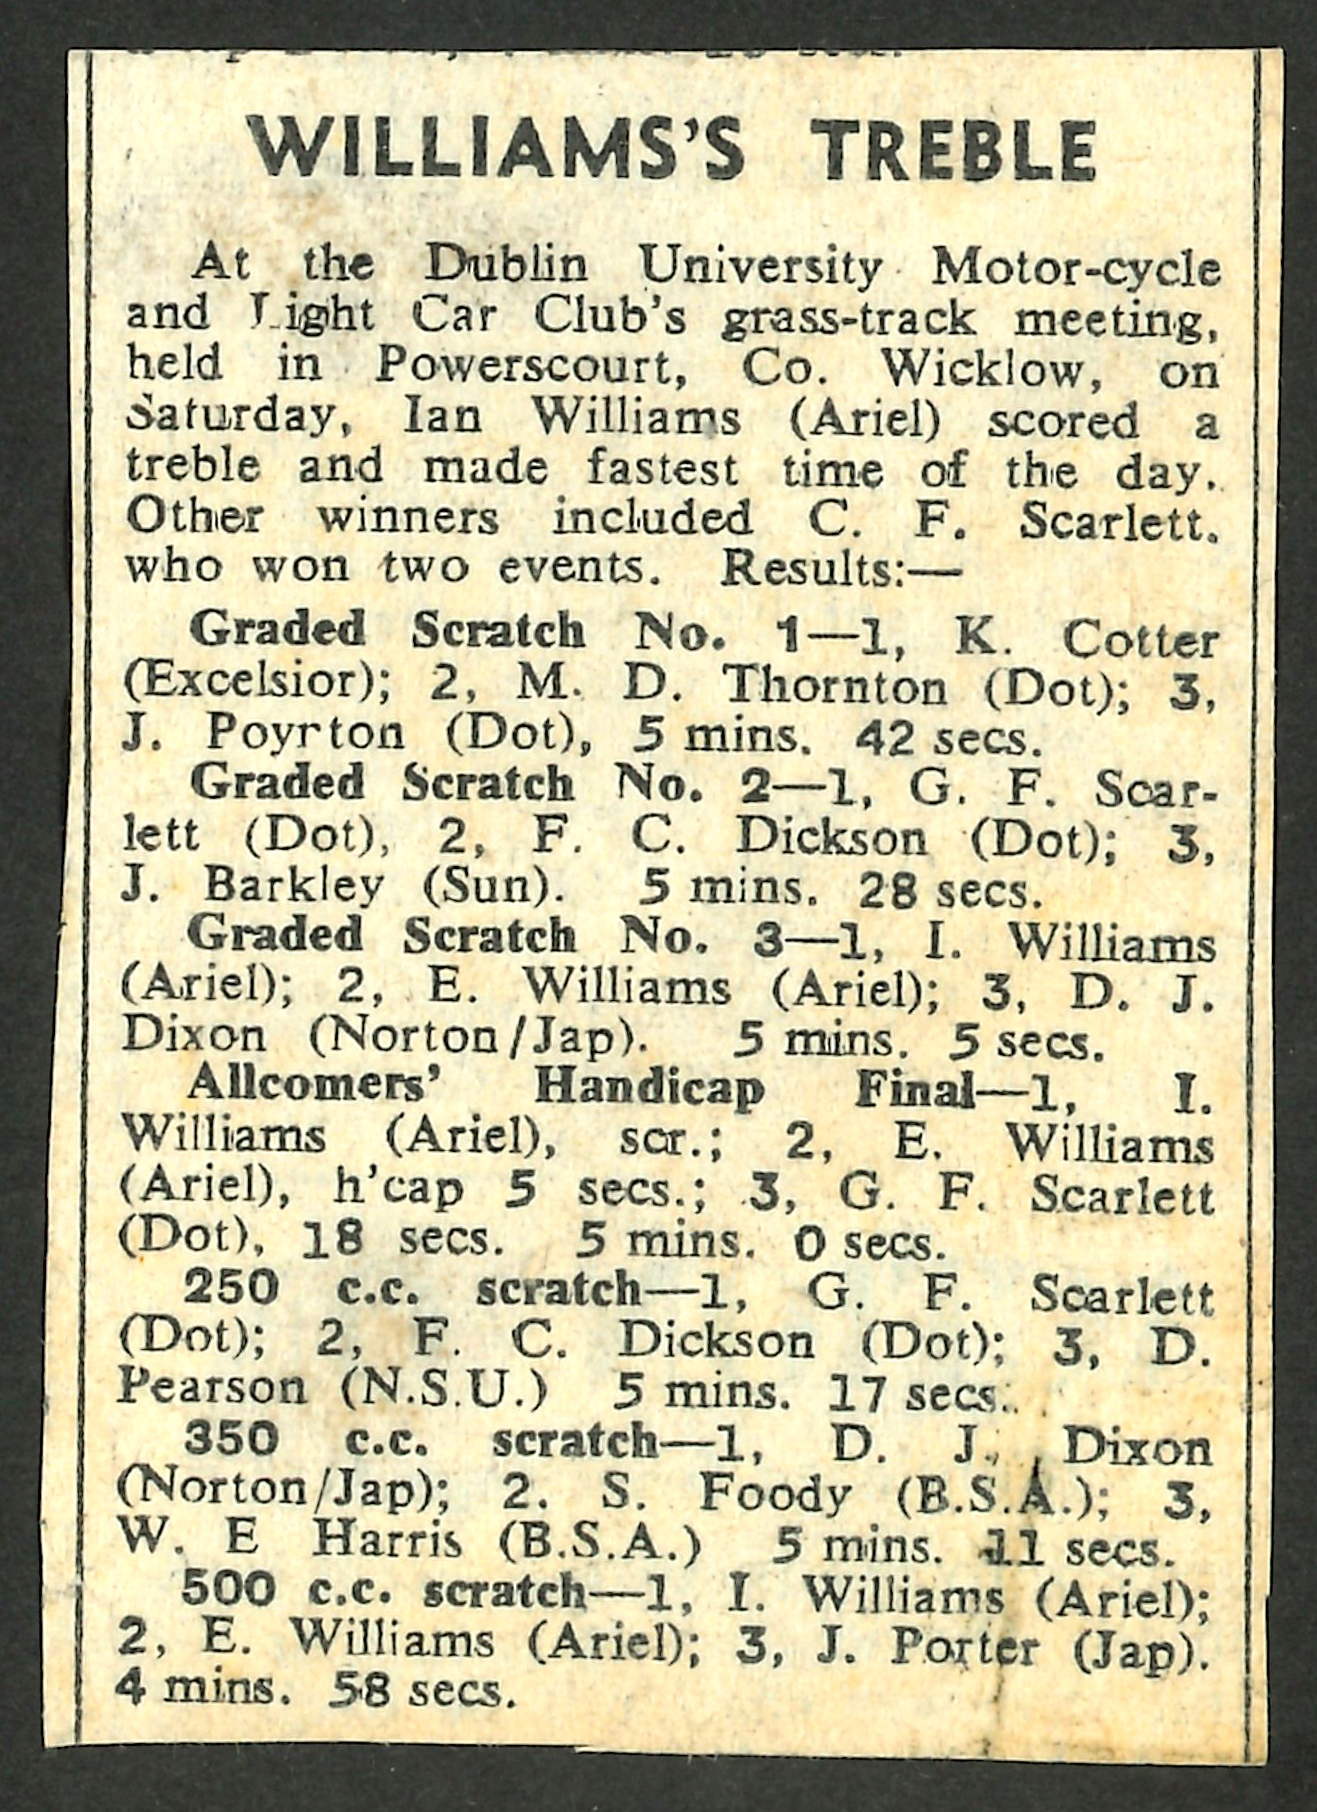 WILLIAMS'S TREBLE
At the Dublin University Motor-cycle
and Light Car Club's grass-track meeting,
held in Powerscourt, Co. Wicklow, on
Saturday, Ian Williams (Ariel) scored a
treble and made fastest time of the day.
Other winners included C. F. Scarlett.
who won two events. Results:—
Graded Scratch No. 1—1, K. Cotter
(Excelsior); 2, M. D. Thornton (Dot); 3,
J. Poyrton (Dot), 5 mins. 42 secs.
Graded Scratch No. 2—1, G. F. Scar-
lett (Dot), 2, F. C. Dickson (Dot); 3,
J. Barkley (Sun). 5 mins. 28 secs.
Graded Scratch No. 3—1, I. Williams
(Ariel); 2, E. Williams (Ariel); 3, D. J.
Dixon (Norton/Jap). 5 mins. 5 secs.
Allcomers' Handicap Final—1, I.
Williams (Ariel), scr.; 2, E. Williams
(Ariel), h'cap 5 secs.; 3, G. F. Scarlett
(Dot), 18 secs. 5 mins. 0 secs.
250 c.c. scratch—1, G. F. Scarlett
(Dot); 2, F. C. Dickson (Dot); 3, D.
Pearson (N.S.U.) 5 mins. 17 secs.
350 c.c. scratch—1, D. J. Dixon
(Norton/Jap); 2. S. Foody (B.S.A.); 3,
W. E Harris (B.S.A.) 5 mins. 11 secs.
500 c.c. scratch—1, I. Williams (Ariel);
2, E. Williams (Ariel); 3, J. Porter (Jap).
4 mins. 58 secs.